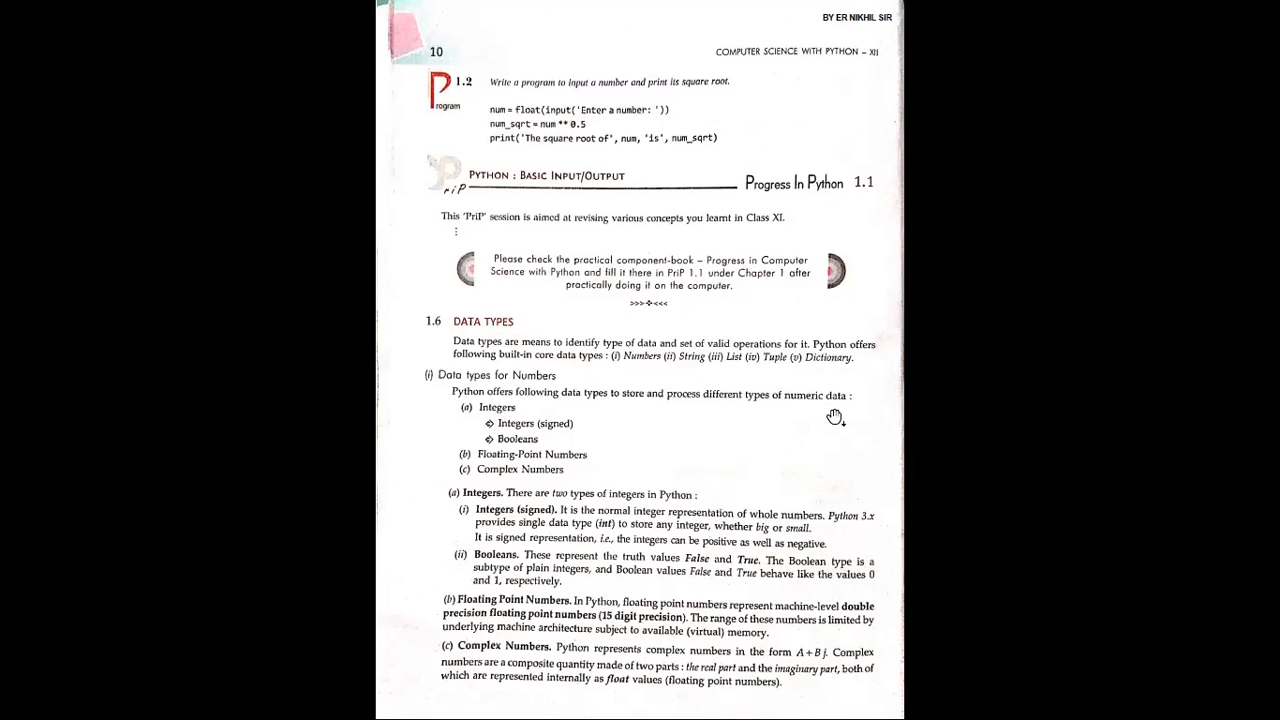 BY ER NIKHIL SIR
10
COMPUTER SCIENCE WITH PYTHON – XII
Program 1.2 Write a program to input a number and print its square root.
num = float(input('Enter a number: '))
num_sqrt = num ** 0.5
print('The square root of', num, 'is', num_sqrt)
PriP PYTHON : BASIC INPUT/OUTPUT
Progress In Python 1.1
This 'PriP' session is aimed at revising various concepts you learnt in Class XI.
⋮
Please check the practical component-book – Progress in Computer
Science with Python and fill it there in PriP 1.1 under Chapter 1 after
practically doing it on the computer.
>>>❖<<<
1.6 DATA TYPES
Data types are means to identify type of data and set of valid operations for it. Python offers
following built-in core data types : (i) Numbers (ii) String (iii) List (iv) Tuple (v) Dictionary.
(i) Data types for Numbers
Python offers following data types to store and process different types of numeric data :
(a) Integers
Integers (signed)
Booleans
(b) Floating-Point Numbers
(c) Complex Numbers
(a) Integers. There are two types of integers in Python :
(i) Integers (signed). It is the normal integer representation of whole numbers. Python 3.x
provides single data type (int) to store any integer, whether big or small.
It is signed representation, i.e., the integers can be positive as well as negative.
(ii) Booleans. These represent the truth values False and True. The Boolean type is a
subtype of plain integers, and Boolean values False and True behave like the values 0
and 1, respectively.
(b) Floating Point Numbers. In Python, floating point numbers represent machine-level double
precision floating point numbers (15 digit precision). The range of these numbers is limited by
underlying machine architecture subject to available (virtual) memory.
(c) Complex Numbers. Python represents complex numbers in the form A + B j. Complex
numbers are a composite quantity made of two parts : the real part and the imaginary part, both of
which are represented internally as float values (floating point numbers).